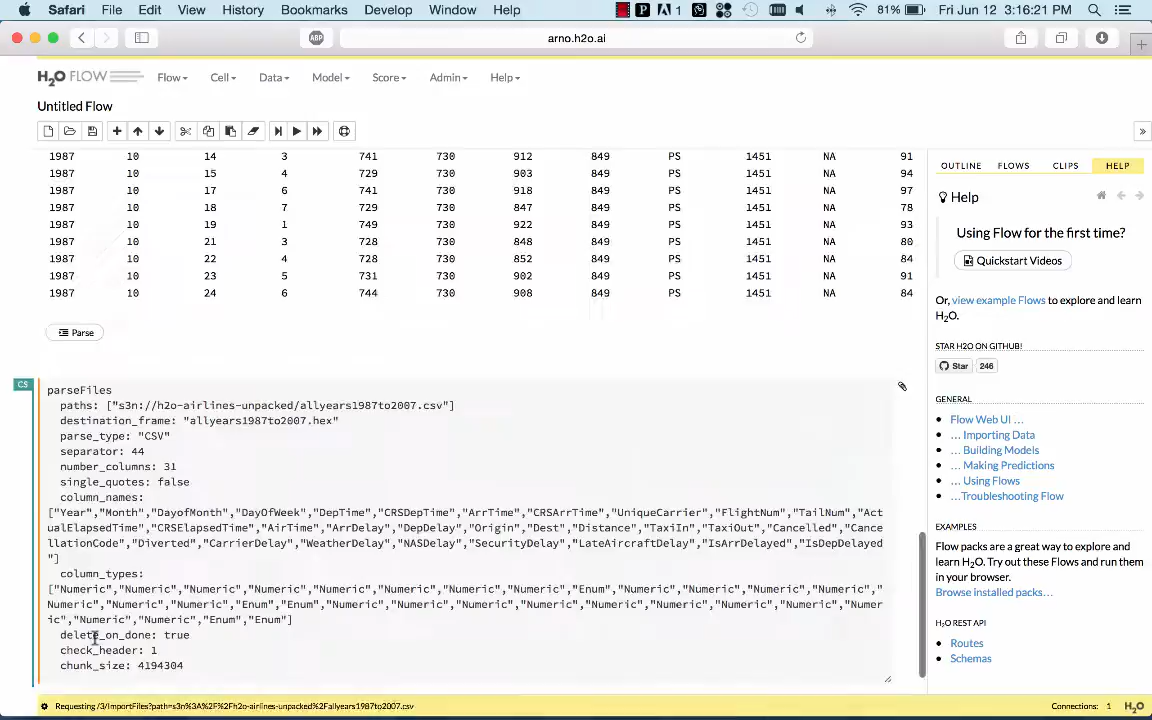 Safari File Edit View History Bookmarks Develop Window Help 1 81% Fri Jun 12 3:16:21 PM
ABP arno.h2o.ai
H2O FLOW Flow Cell Data Model Score Admin Help
Untitled Flow
1987 10 14 3 741 730 912 849 PS 1451 NA 91
1987 10 15 4 729 730 903 849 PS 1451 NA 94
1987 10 17 6 741 730 918 849 PS 1451 NA 97
1987 10 18 7 729 730 847 849 PS 1451 NA 78
1987 10 19 1 749 730 922 849 PS 1451 NA 93
1987 10 21 3 728 730 848 849 PS 1451 NA 80
1987 10 22 4 728 730 852 849 PS 1451 NA 84
1987 10 23 5 731 730 902 849 PS 1451 NA 91
1987 10 24 6 744 730 908 849 PS 1451 NA 84
Parse
CS
parseFiles
paths: ["s3n://h2o-airlines-unpacked/allyears1987to2007.csv"]
destination_frame: "allyears1987to2007.hex"
parse_type: "CSV"
separator: 44
number_columns: 31
single_quotes: false
column_names:
["Year","Month","DayofMonth","DayOfWeek","DepTime","CRSDepTime","ArrTime","CRSArrTime","UniqueCarrier","FlightNum","TailNum","Act
ualElapsedTime","CRSElapsedTime","AirTime","ArrDelay","DepDelay","Origin","Dest","Distance","TaxiIn","TaxiOut","Cancelled","Cance
llationCode","Diverted","CarrierDelay","WeatherDelay","NASDelay","SecurityDelay","LateAircraftDelay","IsArrDelayed","IsDepDelayed
"]
column_types:
["Numeric","Numeric","Numeric","Numeric","Numeric","Numeric","Numeric","Numeric","Enum","Numeric","Numeric","Numeric","Numeric",
"Numeric","Numeric","Numeric","Enum","Enum","Numeric","Numeric","Numeric","Numeric","Numeric","Numeric","Numeric","Numeric","Numer
ic","Numeric","Numeric","Enum","Enum"]
delete_on_done: true
check_header: 1
chunk_size: 4194304
OUTLINE FLOWS CLIPS HELP
Help
Using Flow for the first time?
Quickstart Videos
Or, view example Flows to explore and learn
H2O.
STAR H2O ON GITHUB!
Star 246
GENERAL
Flow Web UI ...
... Importing Data
... Building Models
... Making Predictions
... Using Flows
...Troubleshooting Flow
EXAMPLES
Flow packs are a great way to explore and
learn H2O. Try out these Flows and run them
in your browser.
Browse installed packs...
H2O REST API
Routes
Schemas
Requesting /3/ImportFiles?path=s3n%3A%2F%2Fh2o-airlines-unpacked%2Fallyears1987to2007.csv
Connections: 1 H2O